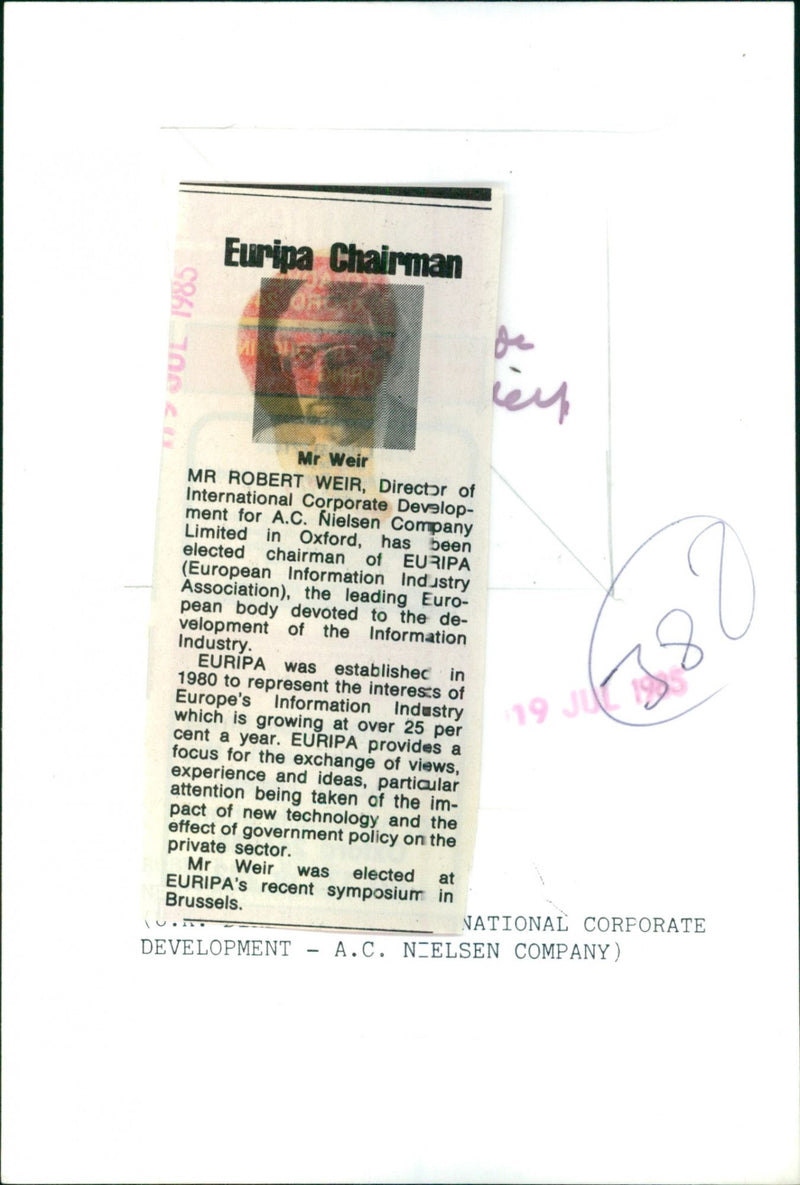 Euripa Chairman
Mr Weir
MR ROBERT WEIR, Director of
International Corporate Develop-
ment for A.C. Nielsen Company
Limited in Oxford, has been
elected chairman of EURIPA
(European Information Industry
Association), the leading Euro-
pean body devoted to the de-
velopment of the Information
Industry.
EURIPA was established in
1980 to represent the interests of
Europe's Information Industry
which is growing at over 25 per
cent a year. EURIPA provides a
focus for the exchange of views,
experience and ideas, particular
attention being taken of the im-
pact of new technology and the
effect of government policy on the
private sector.
Mr Weir was elected at
EURIPA's recent symposium in
Brussels.
19 JUL 1985
38
19 JUL 1985
NATIONAL CORPORATE
DEVELOPMENT - A.C. NIELSEN COMPANY)